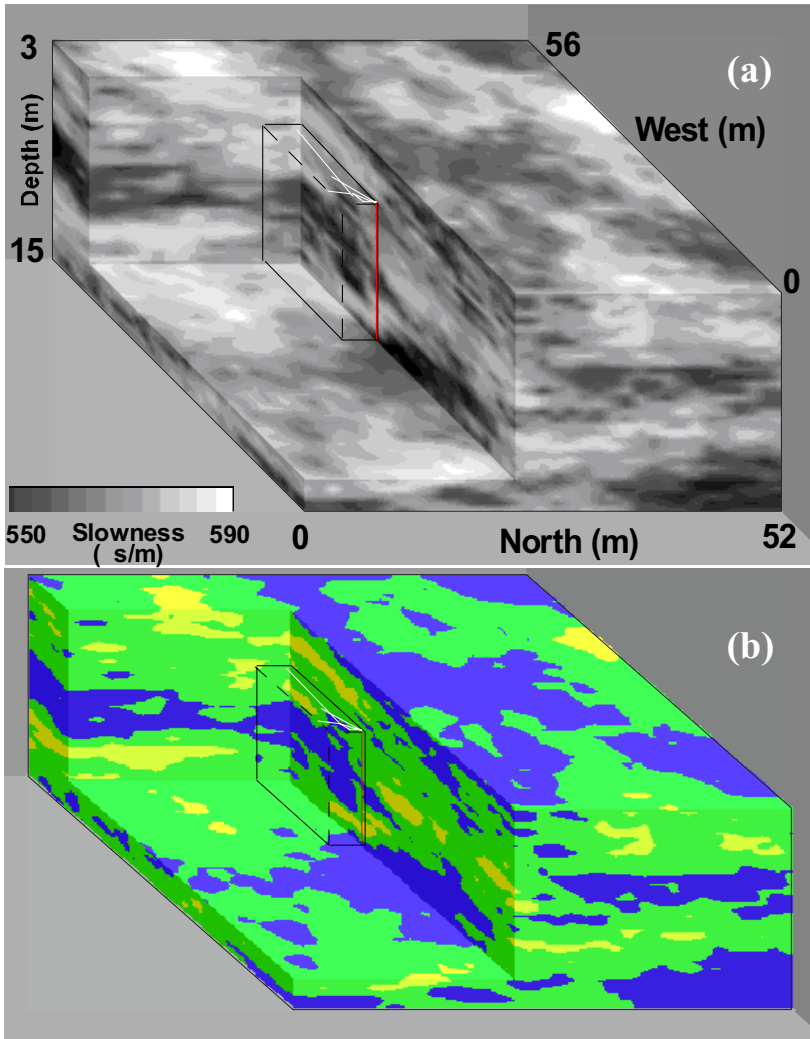 3
56
(a)
Depth (m)
West (m)
15
0
550 Slowness 590
( s/m)
0
North (m)
52
(b)